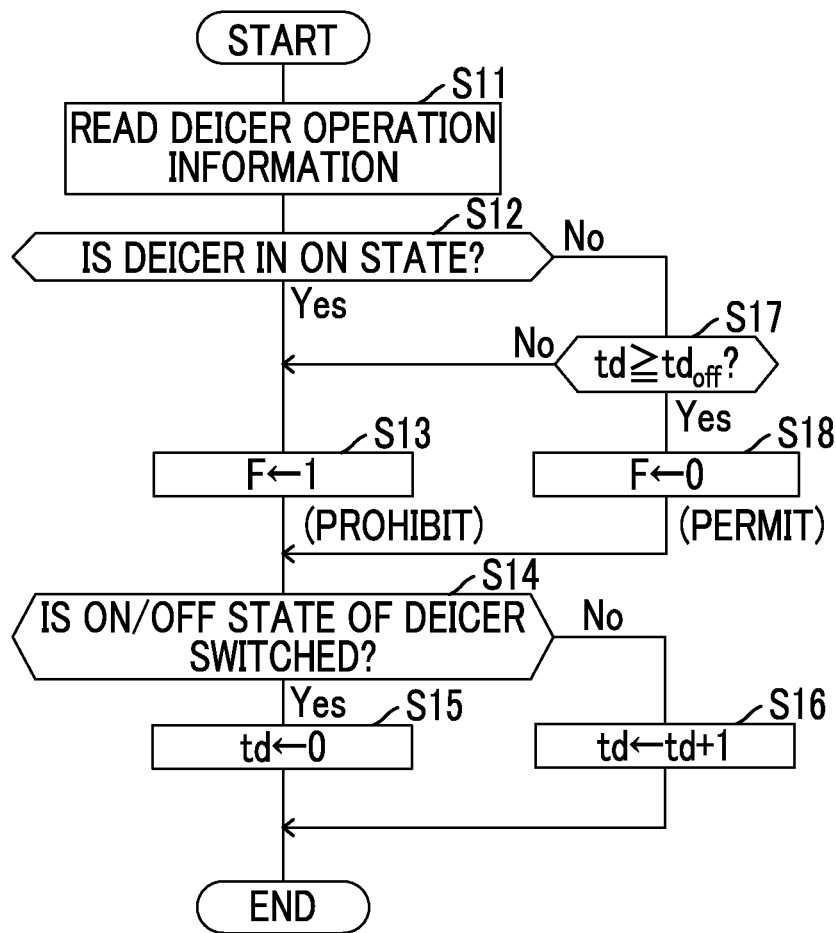 START
S11
READ DEICER OPERATION
INFORMATION
S12
IS DEICER IN ON STATE?
No
Yes
S17
No
td≧tdoff?
Yes
S13
F←1
S18
F←0
(PROHIBIT)
(PERMIT)
S14
IS ON/OFF STATE OF DEICER
SWITCHED?
No
Yes
S15
td←0
S16
td←td+1
END